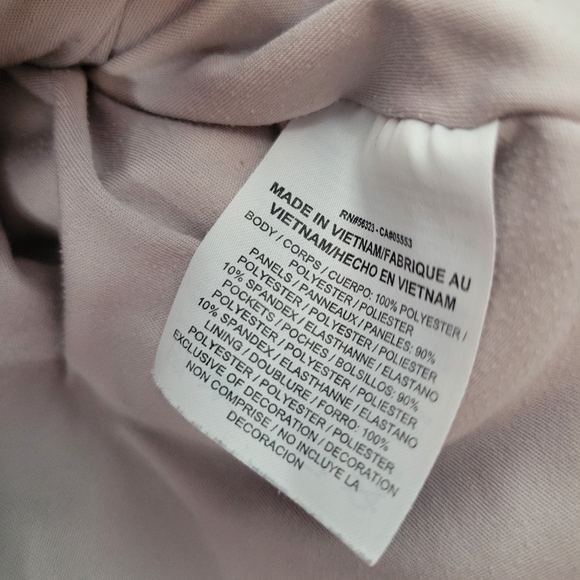 RN#56323 - CA#05553
MADE IN VIETNAM/FABRIQUE AU
VIETNAM/HECHO EN VIETNAM
BODY / CORPS / CUERPO: 100% POLYESTER /
POLYESTER / POLIESTER
PANELS / PANNEAUX / PANELES: 90%
POLYESTER / POLYESTER / POLIESTER
10% SPANDEX / ELASTHANNE / ELASTANO
POCKETS / POCHES / BOLSILLOS: 90%
POLYESTER / POLYESTER / POLIESTER
10% SPANDEX / ELASTHANNE / ELASTANO
LINING / DOUBLURE / FORRO: 100%
POLYESTER / POLYESTER / POLIESTER
EXCLUSIVE OF DECORATION / DECORATION
NON COMPRISE / NO INCLUYE LA
DECORACION